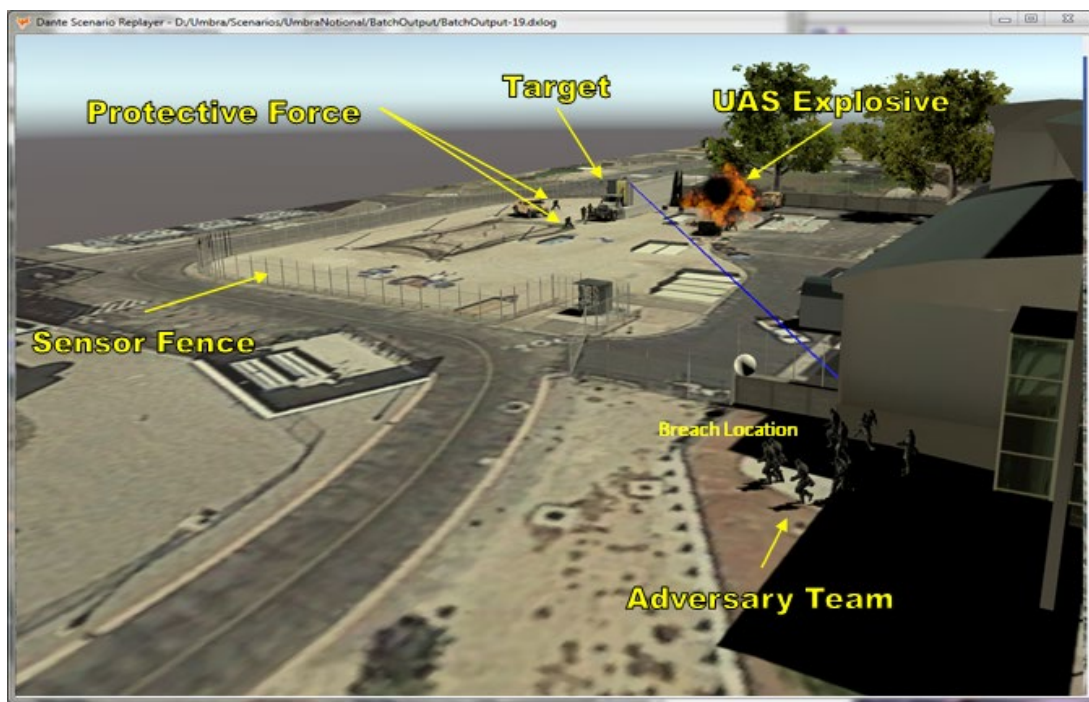 Dante Scenario Replayer - D:/Umbra/Scenarios/UmbraNotional/BatchOutput/BatchOutput-19.dxlog
Target
UAS Explosive
Protective Force
Sensor Fence
Breach Location
Adversary Team